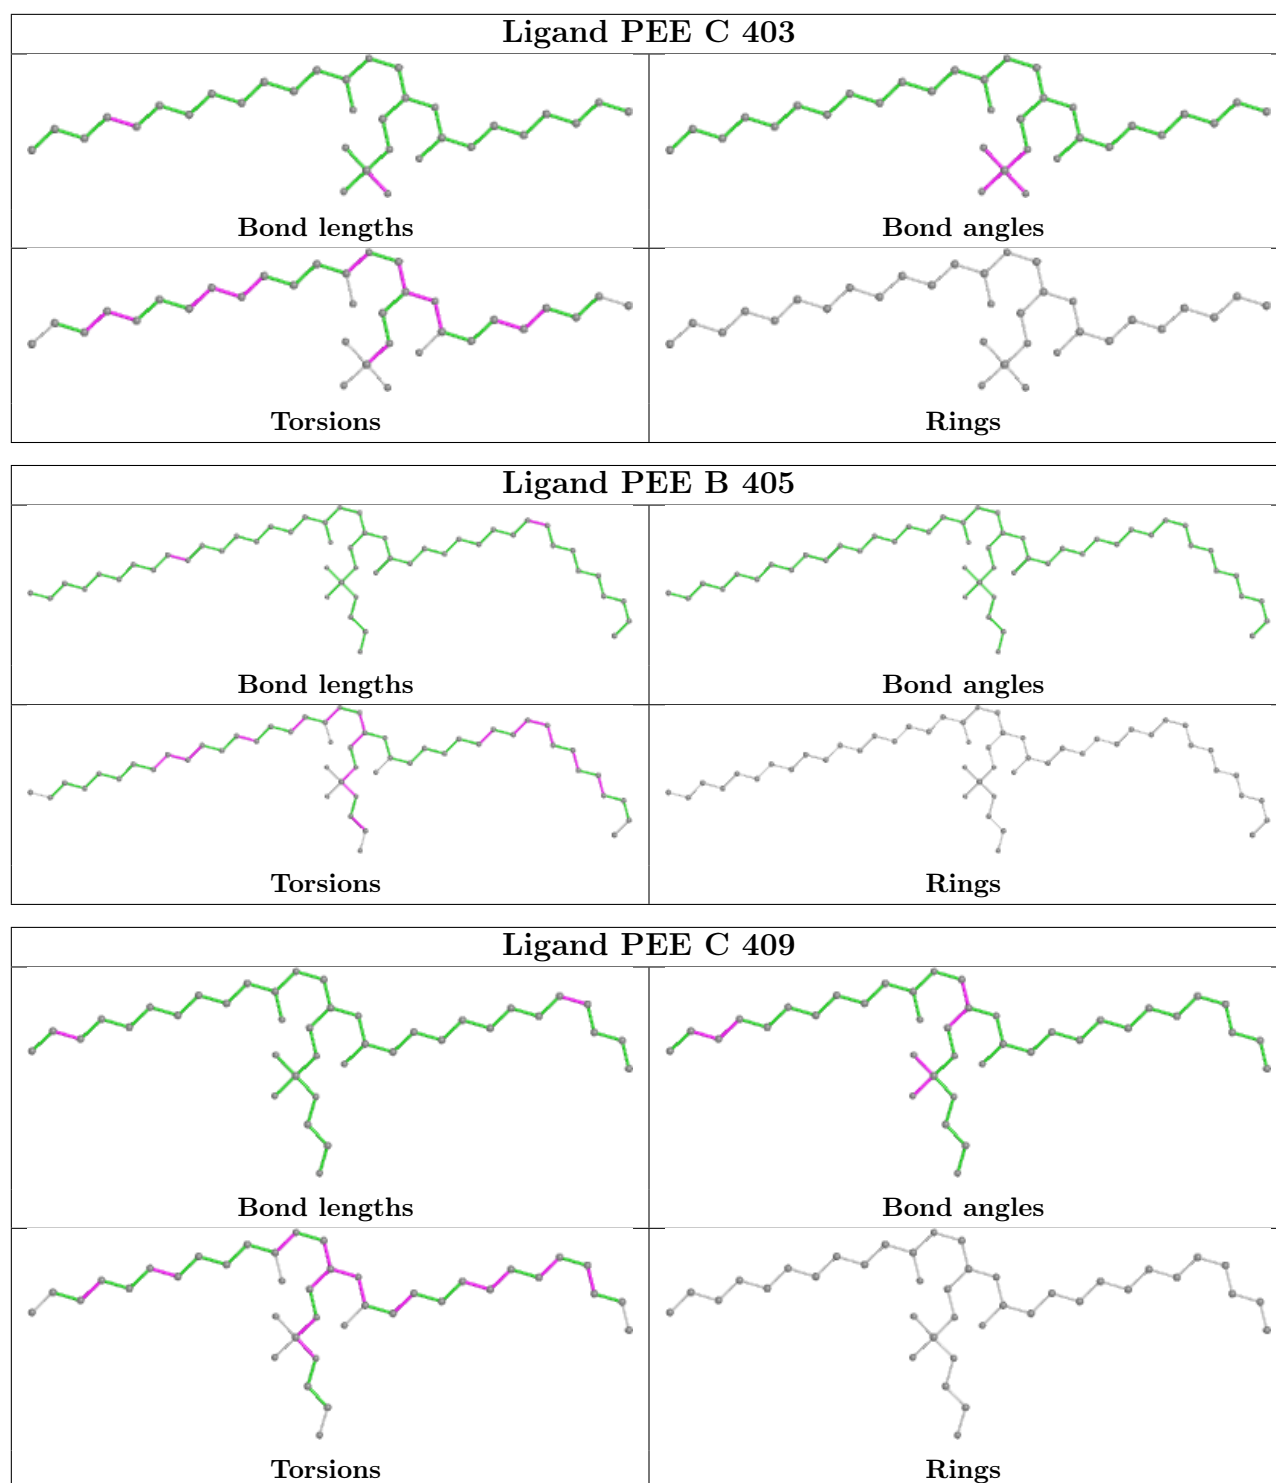 Ligand PEE C 403
Bond lengths
Bond angles
Torsions
Rings
Ligand PEE B 405
Bond lengths
Bond angles
Torsions
Rings
Ligand PEE C 409
Bond lengths
Bond angles
Torsions
Rings